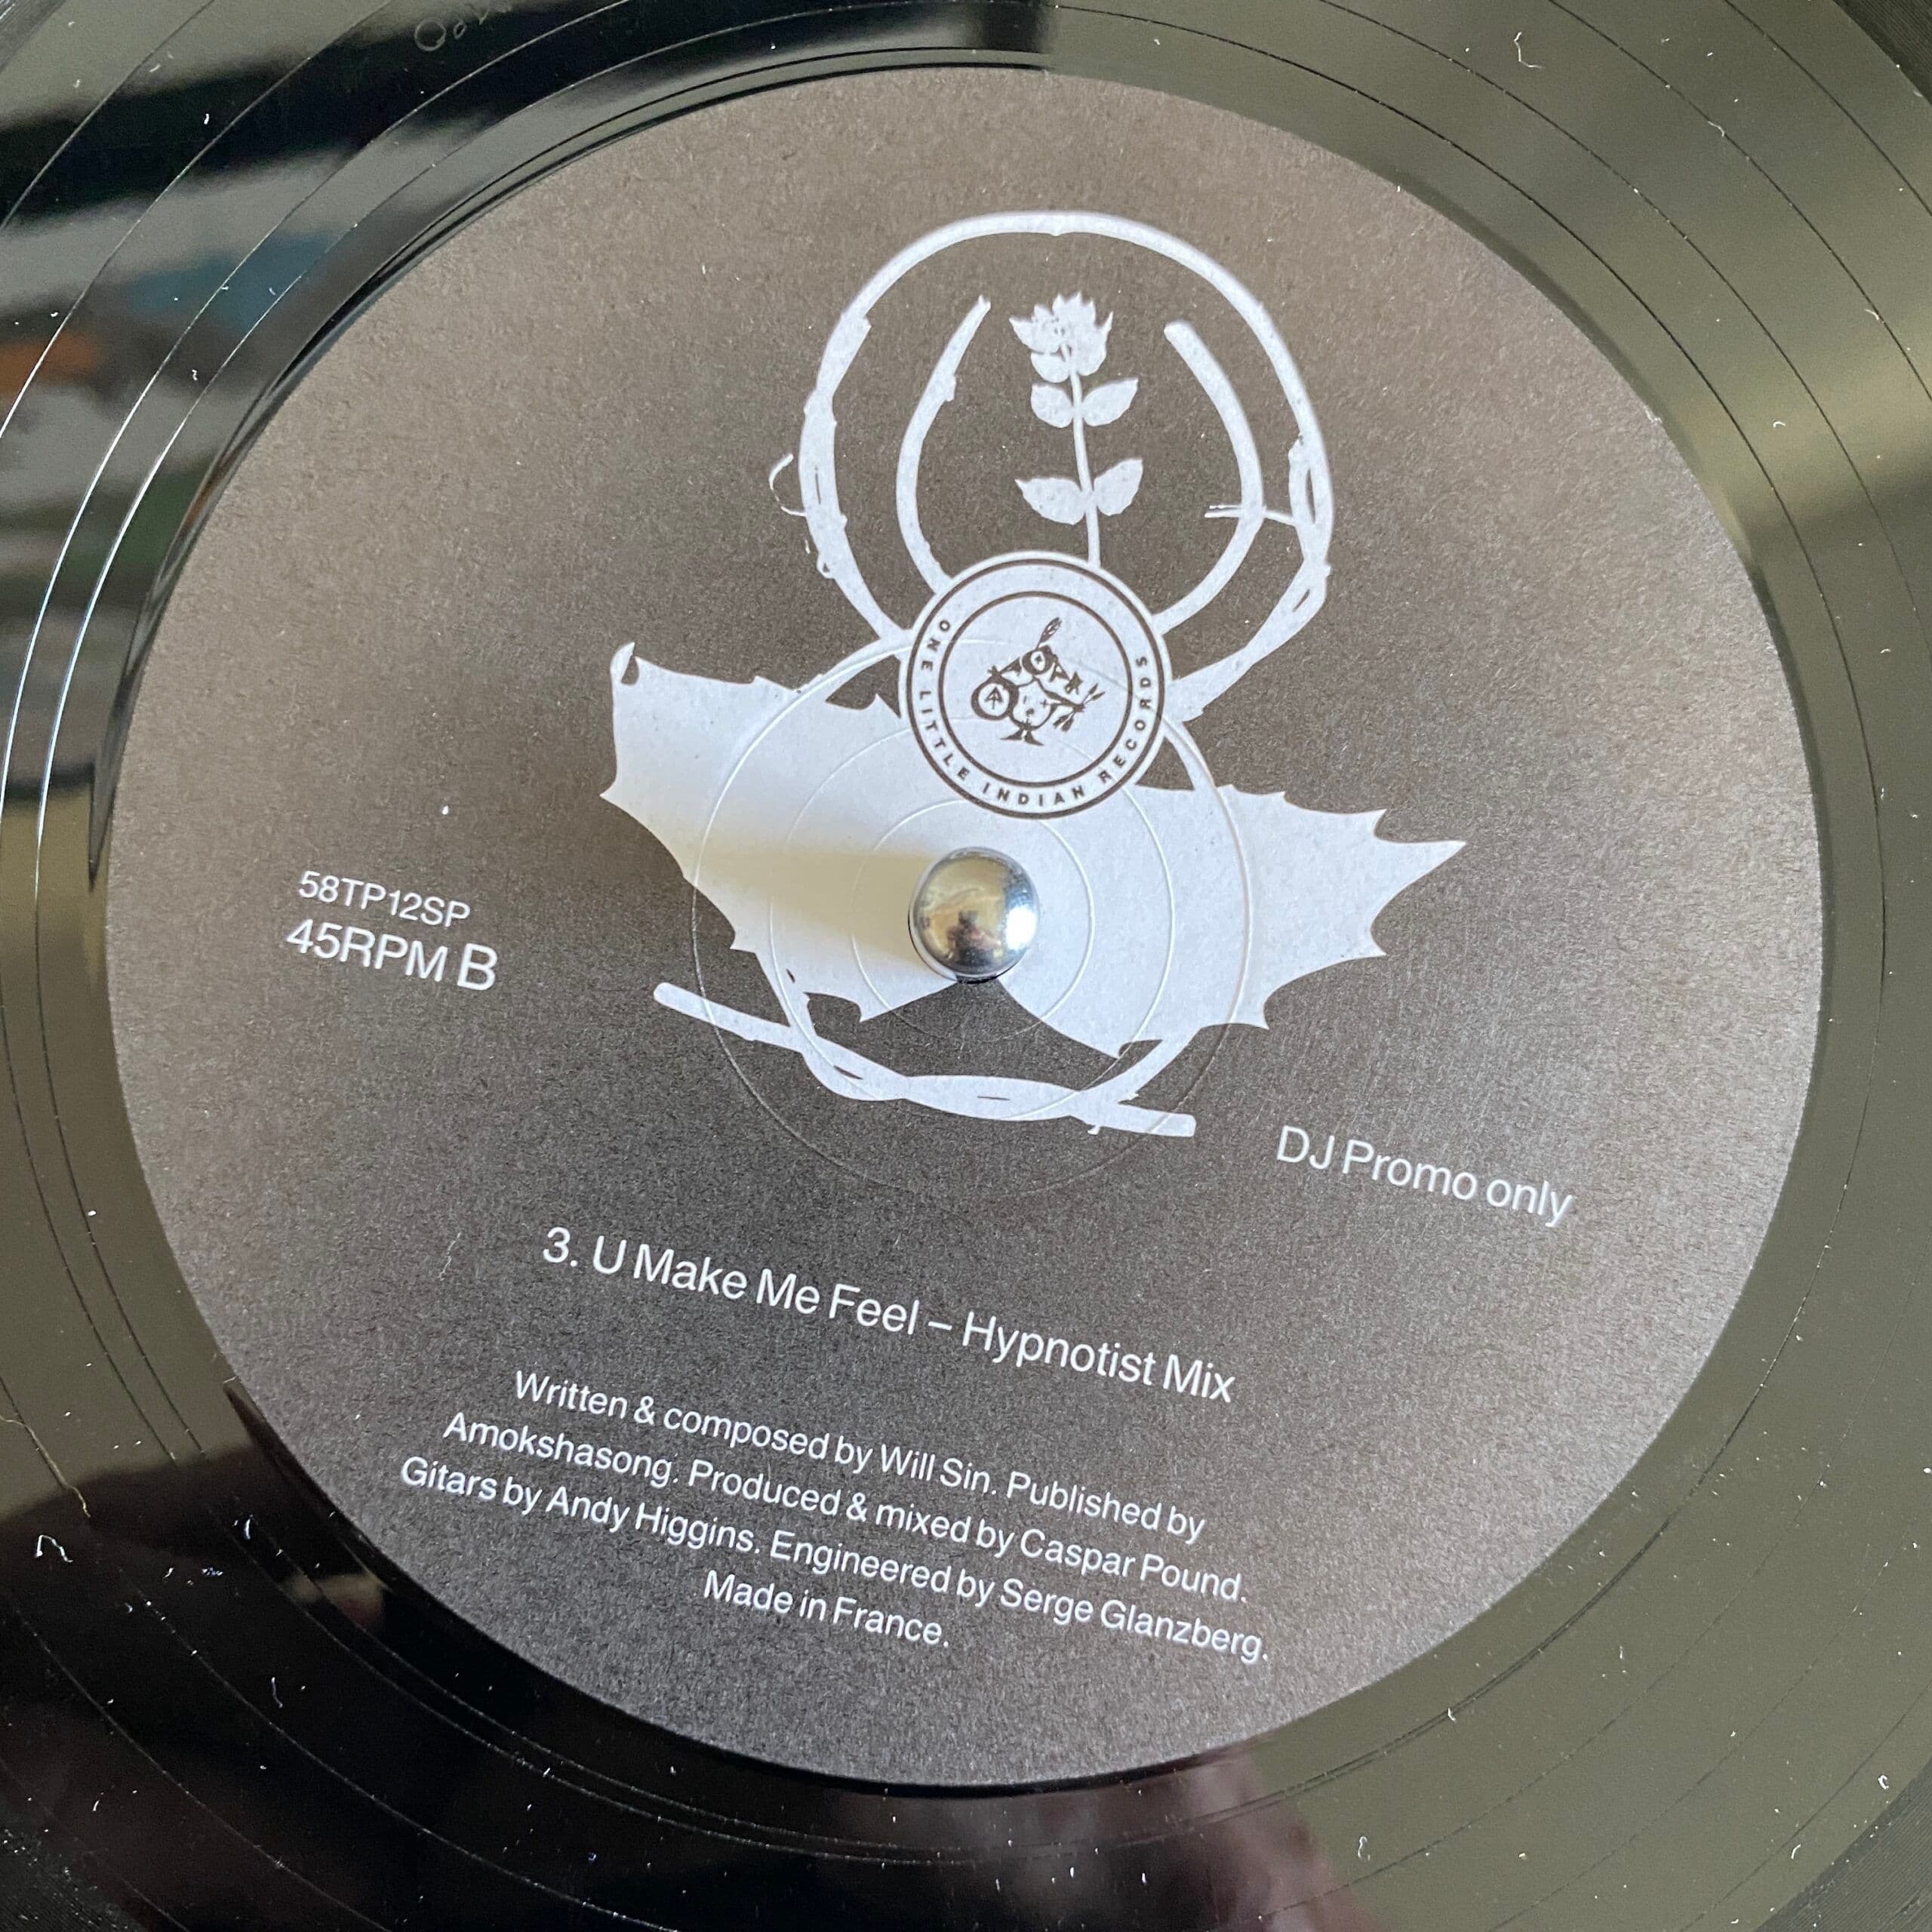 ONE LITTLE INDIAN RECORDS
58TP12SP
45RPM B
DJ Promo only
3. U Make Me Feel – Hypnotist Mix
Written & composed by Will Sin. Published by
Amokshasong. Produced & mixed by Caspar Pound.
Gitars by Andy Higgins. Engineered by Serge Glanzberg.
Made in France.